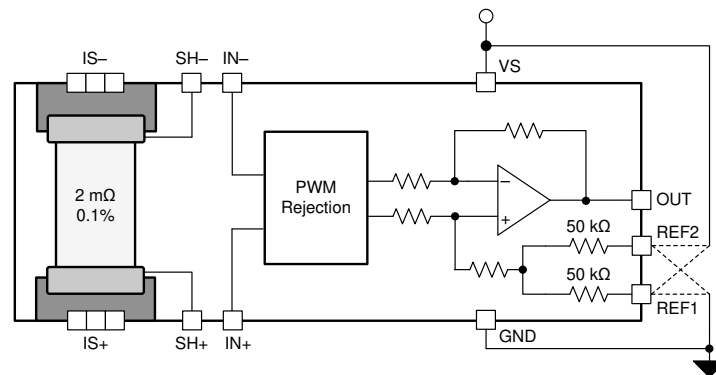 IS–
SH–
IN–
VS
2 mΩ
0.1%
PWM
Rejection
–
+
OUT
50 kΩ
REF2
50 kΩ
REF1
IS+
SH+
IN+
GND